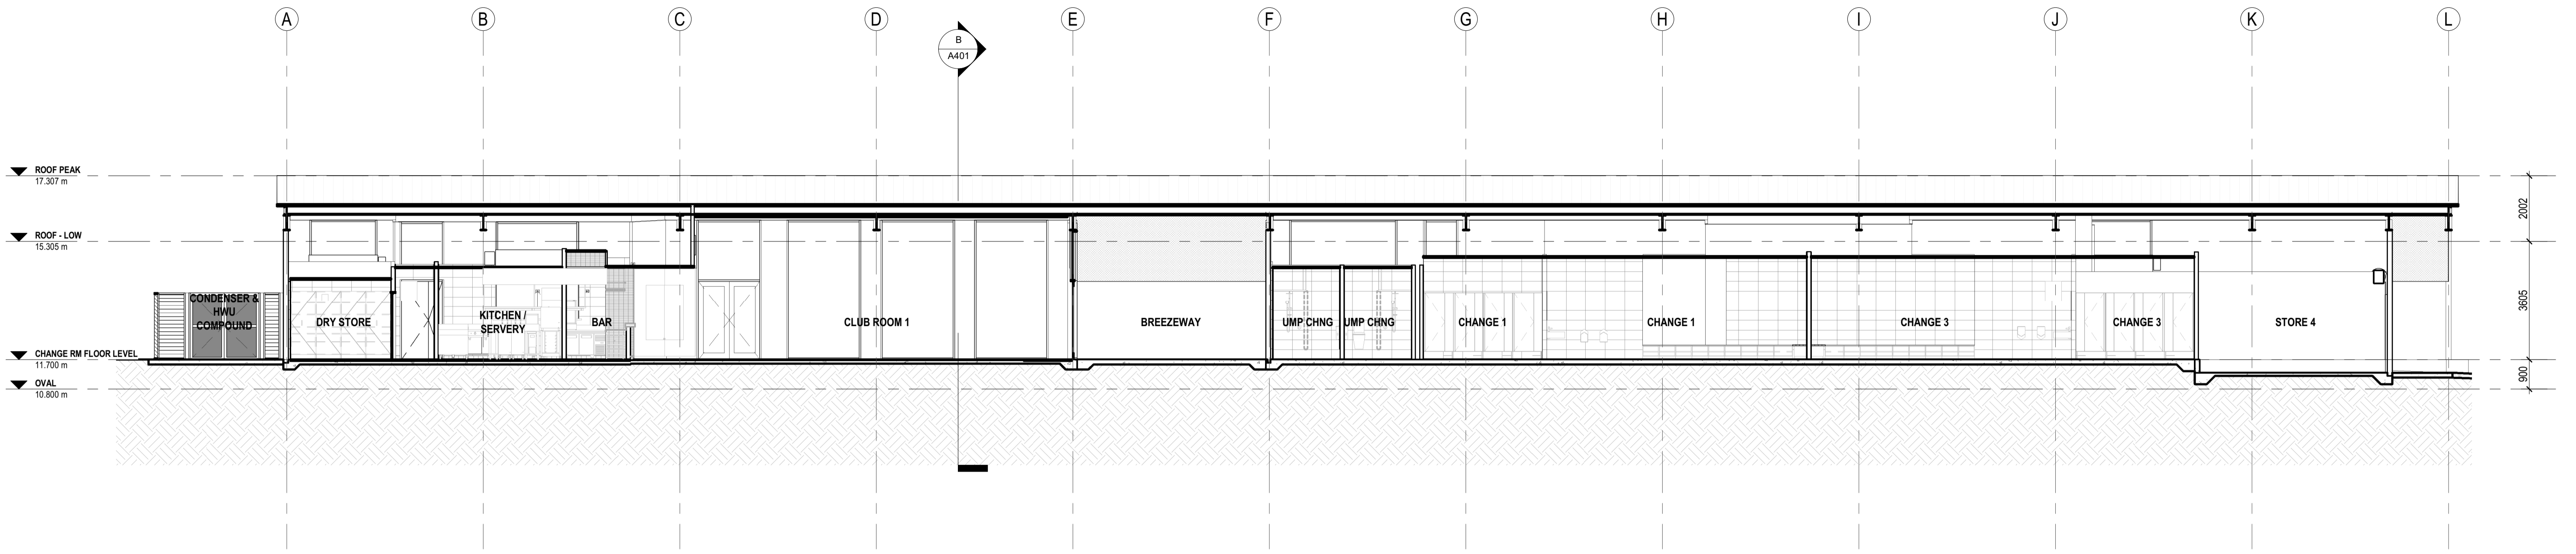 A B C D E F G H I J K L
B
A401
ROOF PEAK
17.307 m
2002
ROOF - LOW
15.305 m
3605
CONDENSER &
HWU
COMPOUND
DRY STORE
KITCHEN /
SERVERY
BAR
CLUB ROOM 1
BREEZEWAY
UMP CHNG
UMP CHNG
CHANGE 1
CHANGE 1
CHANGE 3
CHANGE 3
STORE 4
CHANGE RM FLOOR LEVEL
11.700 m
900
OVAL
10.800 m